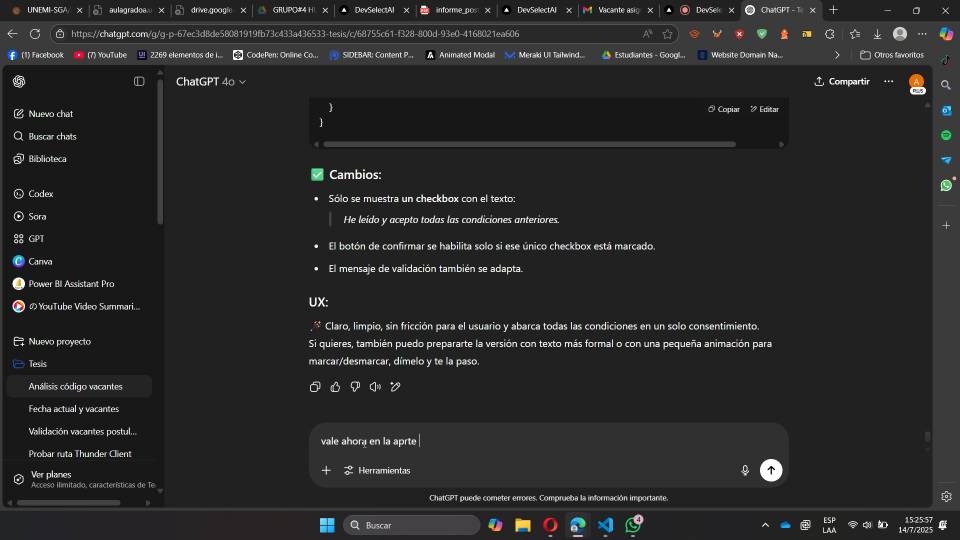 UNEMI-SGA
aulagradoa.u
drive.google.
GRUPO#4 H
DevSelectAI
informe_pos
DevSelectAI
Vacante asig
DevSele
ChatGPT - Te
https://chatgpt.com/g/g-p-67ec3d8de58081919fb73c433a436533-tesis/c/68755c61-f328-800d-93e0-4168021ea606
(1) Facebook
(7) YouTube
2269 elementos de i...
CodePen: Online Co...
SIDEBAR: Content P...
Animated Modal
Meraki UI Tailwind...
Estudiantes - Googl...
Website Domain Na...
Otros favoritos
ChatGPT 4o
Compartir
PLUS
Nuevo chat
Buscar chats
Biblioteca
Codex
Sora
GPT
Canva
Power BI Assistant Pro
のYouTube Video Summari...
Nuevo proyecto
Tesis
Análisis código vacantes
Fecha actual y vacantes
Validación vacantes postul...
Probar ruta Thunder Client
Ver planes
Acceso ilimitado, características de Te
}
}
Copiar
Editar
Cambios:
Sólo se muestra un checkbox con el texto:
He leído y acepto todas las condiciones anteriores.
El botón de confirmar se habilita solo si ese único checkbox está marcado.
El mensaje de validación también se adapta.
UX:
Claro, limpio, sin fricción para el usuario y abarca todas las condiciones en un solo consentimiento.
Si quieres, también puedo prepararte la versión con texto más formal o con una pequeña animación para
marcar/desmarcar, dímelo y te la paso.
vale ahora en la aprte
Herramientas
ChatGPT puede cometer errores. Comprueba la información importante.
Buscar
4
ESP
LAA
15:25:57
14/7/2025